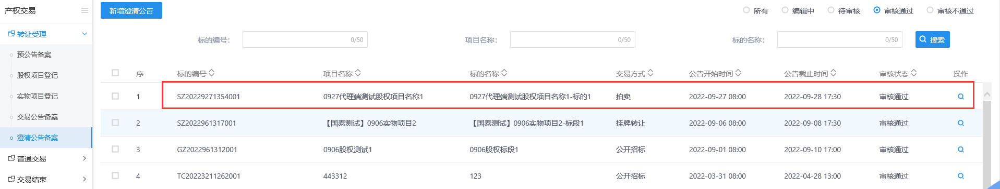 产权交易
转让受理
预公告备案
股权项目登记
实物项目登记
交易公告备案
澄清公告备案
普通交易
交易结束
新增澄清公告
所有 编辑中 待审核 审核通过 审核不通过
标的编号: 0/50 项目名称: 0/50 标的名称: 0/50 搜索
序 标的编号 项目名称 标的名称 交易方式 公告开始时间 公告截止时间 审核状态 操作
1 SZ20229271354001 0927代理端测试股权项目名称1 0927代理端测试股权项目名称1-标的1 拍卖 2022-09-27 08:00 2022-09-28 17:30 审核通过
2 SZ2022961317001 【国泰测试】0906实物项目2 【国泰测试】0906实物项目2-标段1 挂牌转让 2022-09-06 08:00 2022-09-08 17:30 审核通过
3 GZ2022961312001 0906股权测试1 0906股权标段1 公开招标 2022-09-01 08:00 2022-09-10 17:00 审核通过
4 TC20223211262001 443312 123 公开招标 2022-03-31 08:00 2022-04-28 13:00 审核通过